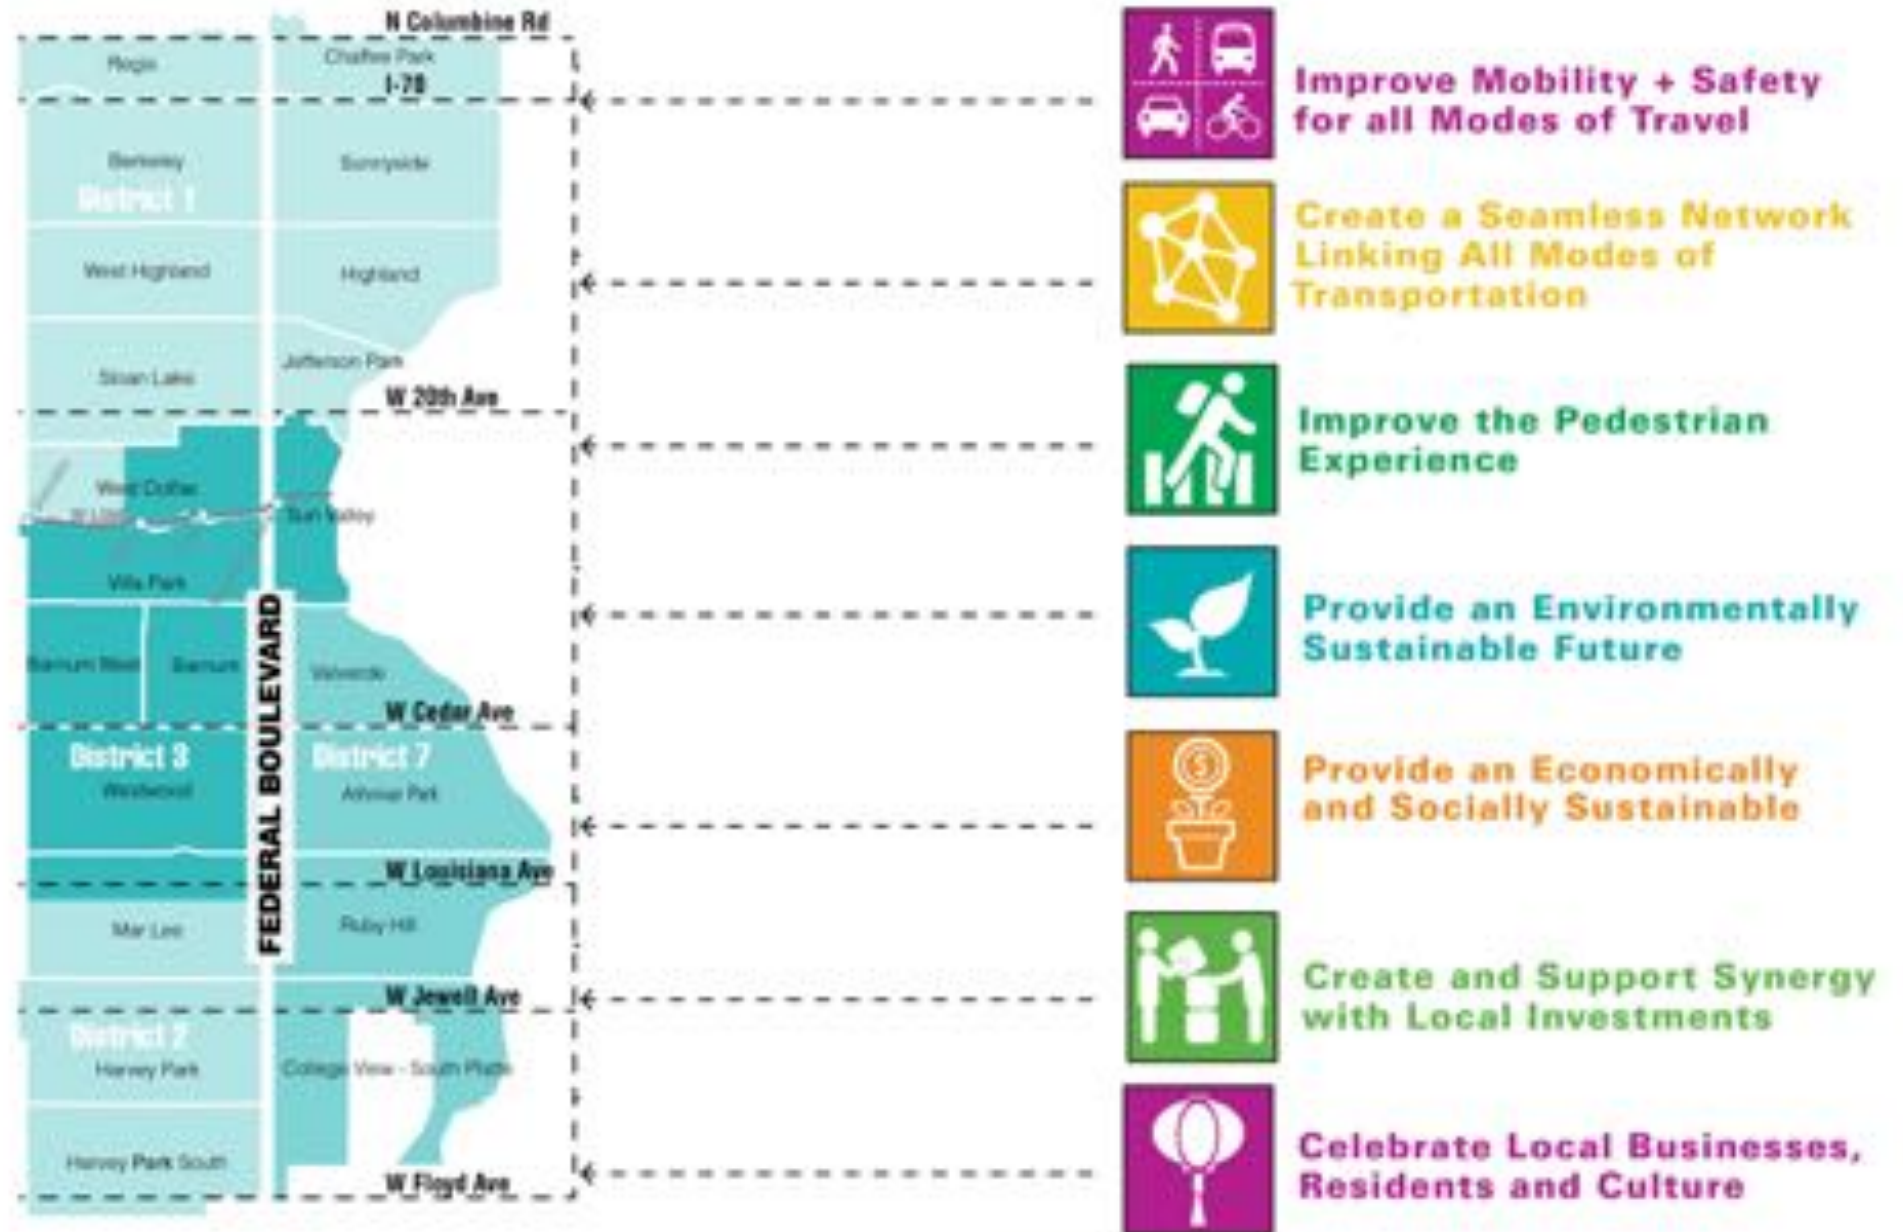 N Columbine Rd
Regis
Chaffee Park
I-70
Berkeley
Sunnyside
District 1
West Highland
Highland
Jefferson Park
Sloan Lake
W 20th Ave
West Colfax
Sun Valley
Villa Park
Barnum West
Barnum
Valverde
W Cedar Ave
District 3
District 7
Westwood
Athmar Park
FEDERAL BOULEVARD
W Louisiana Ave
Mar Lee
Ruby Hill
W Jewell Ave
District 2
Harvey Park
College View - South Platte
Harvey Park South
W Floyd Ave
Improve Mobility + Safety
for all Modes of Travel
Create a Seamless Network
Linking All Modes of
Transportation
Improve the Pedestrian
Experience
Provide an Environmentally
Sustainable Future
Provide an Economically
and Socially Sustainable
Create and Support Synergy
with Local Investments
Celebrate Local Businesses,
Residents and Culture